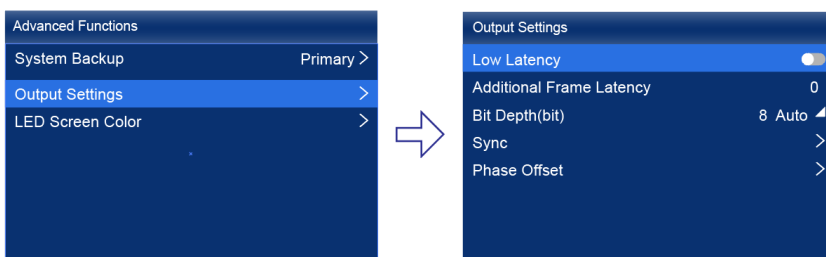 Advanced Functions
System Backup Primary >
Output Settings >
LED Screen Color >
Output Settings
Low Latency
Additional Frame Latency 0
Bit Depth(bit) 8 Auto
Sync >
Phase Offset >